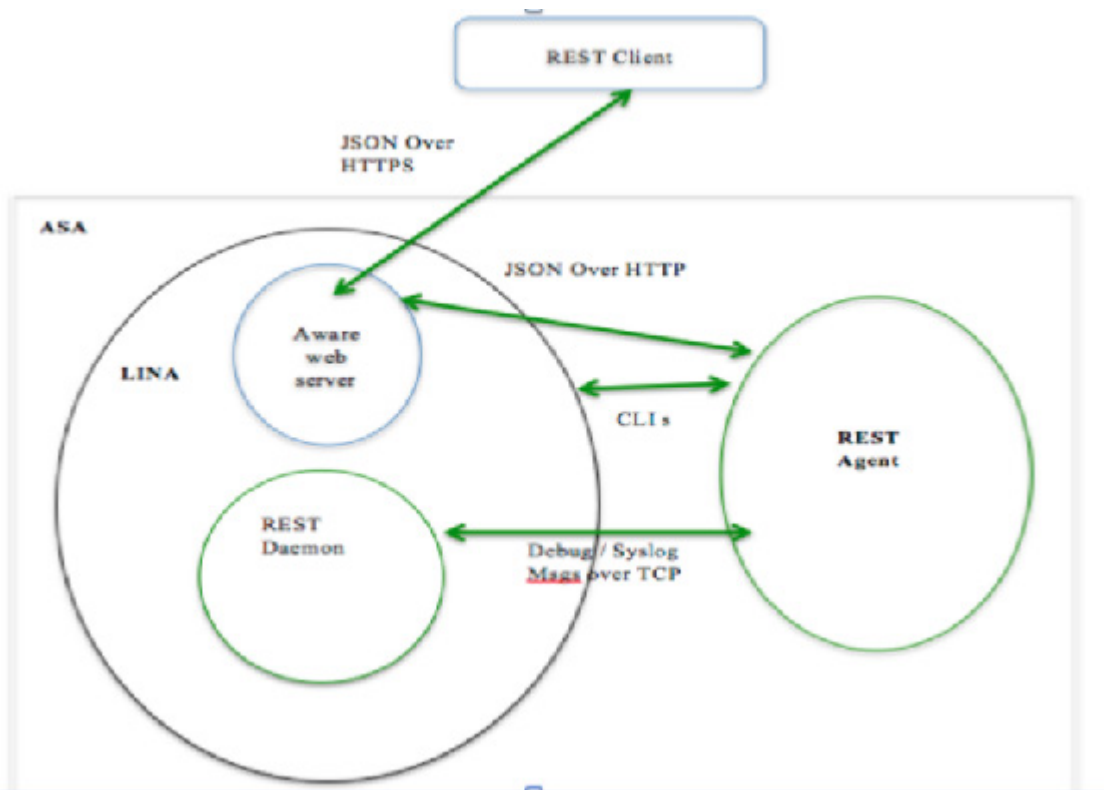 REST Client
JSON Over
HTTPS
ASA
JSON Over HTTP
Aware
web
server
LINA
CLIs
REST
Agent
REST
Daemon
Debug / Syslog
Msgs over TCP